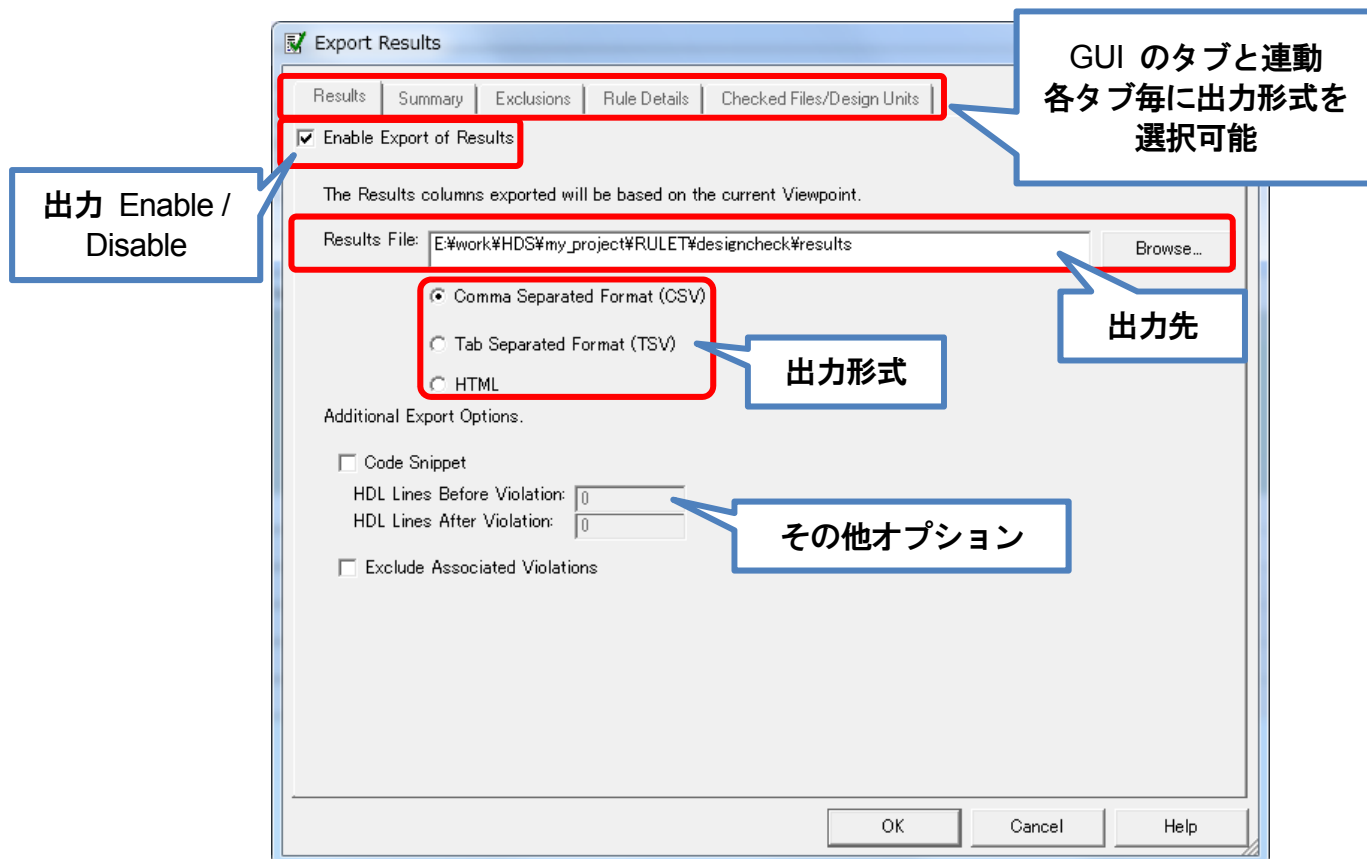 Export Results
GUI のタブと連動
各タブ毎に出力形式を
選択可能
Results
Summary
Exclusions
Rule Details
Checked Files/Design Units
Enable Export of Results
出力 Enable /
Disable
The Results columns exported will be based on the current Viewpoint.
Results File:
E:¥work¥HDS¥my_project¥RULET¥designcheck¥results
Browse...
出力先
Comma Separated Format (CSV)
Tab Separated Format (TSV)
HTML
出力形式
Additional Export Options.
Code Snippet
HDL Lines Before Violation:
0
HDL Lines After Violation:
0
その他オプション
Exclude Associated Violations
OK
Cancel
Help